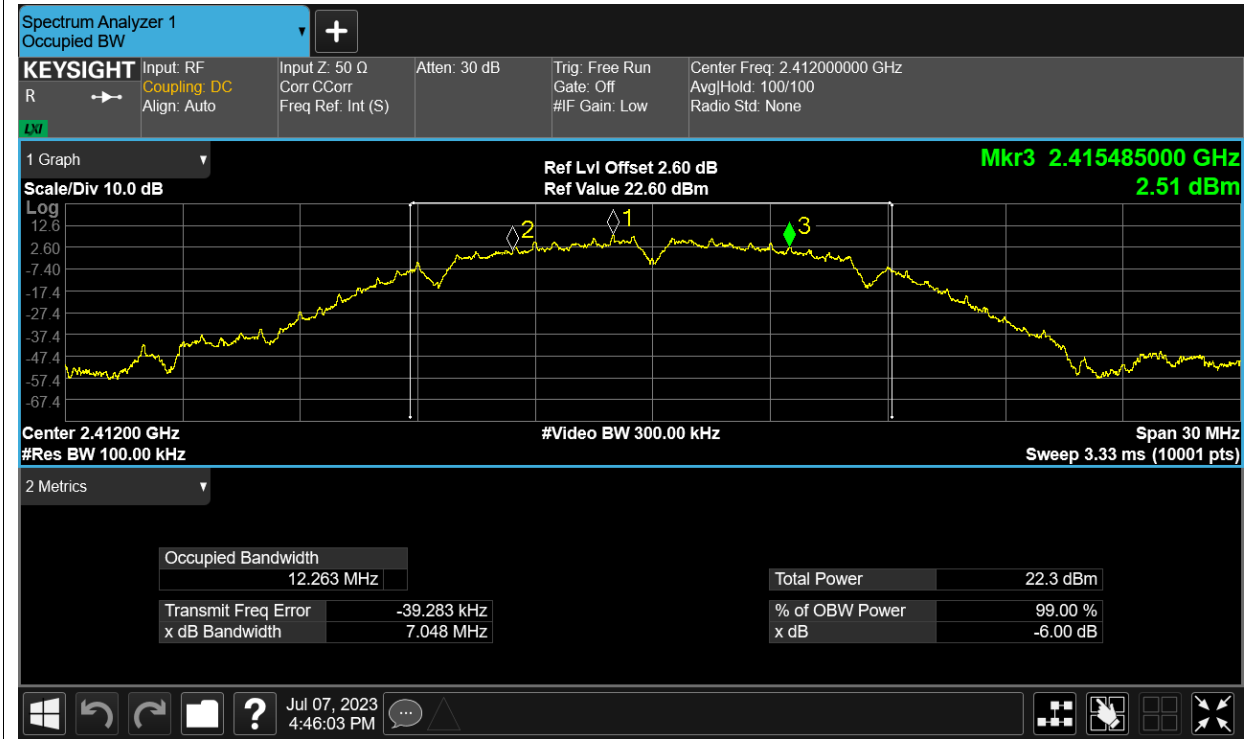 Spectrum Analyzer 1
Occupied BW
KEYSIGHT
R
LXI
Input: RF
Coupling: DC
Align: Auto
Input Z: 50 Ω
Corr CCorr
Freq Ref: Int (S)
Atten: 30 dB
Trig: Free Run
Gate: Off
#IF Gain: Low
Center Freq: 2.412000000 GHz
Avg|Hold: 100/100
Radio Std: None
1 Graph
Scale/Div 10.0 dB
Ref Lvl Offset 2.60 dB
Ref Value 22.60 dBm
Mkr3 2.415485000 GHz
2.51 dBm
Log
12.6
2.60
-7.40
-17.4
-27.4
-37.4
-47.4
-57.4
-67.4
2
1
3
Center 2.41200 GHz
#Res BW 100.00 kHz
#Video BW 300.00 kHz
Span 30 MHz
Sweep 3.33 ms (10001 pts)
2 Metrics
Occupied Bandwidth
12.263 MHz
Transmit Freq Error -39.283 kHz
x dB Bandwidth 7.048 MHz
Total Power 22.3 dBm
% of OBW Power 99.00 %
x dB -6.00 dB
?
Jul 07, 2023
4:46:03 PM